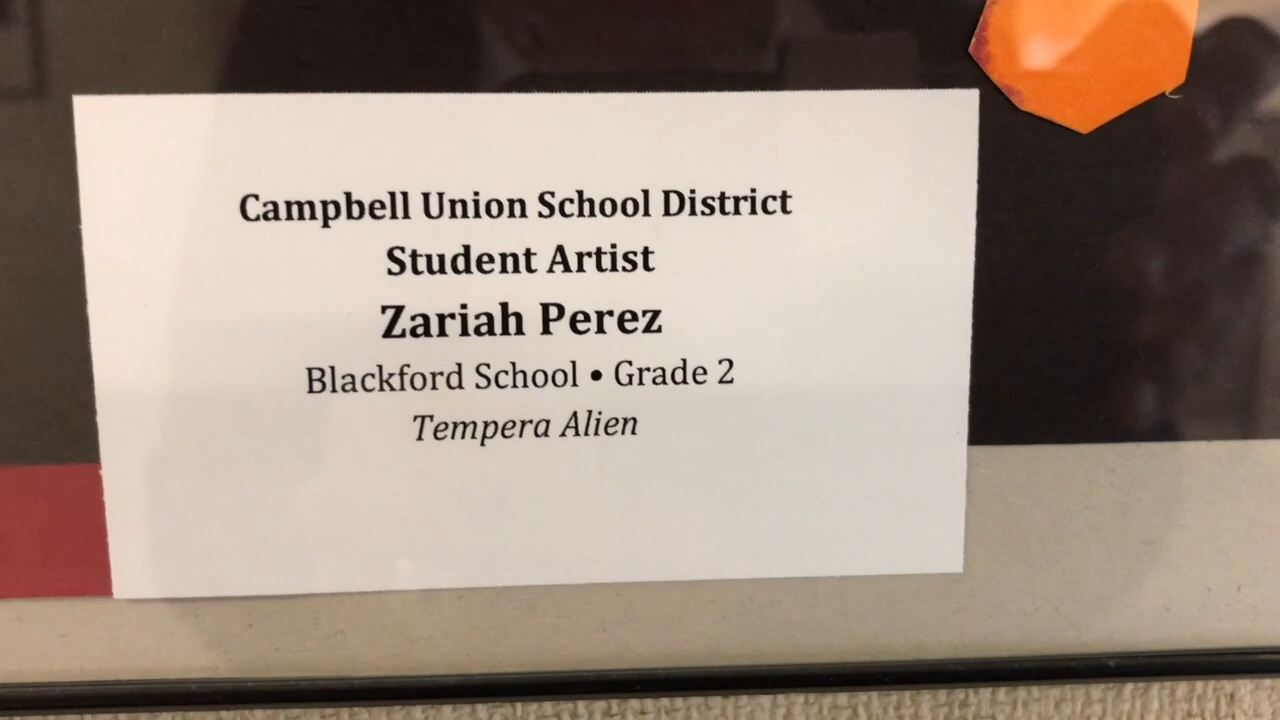 Campbell Union School District
Student Artist
Zariah Perez
Blackford School • Grade 2
Tempera Alien